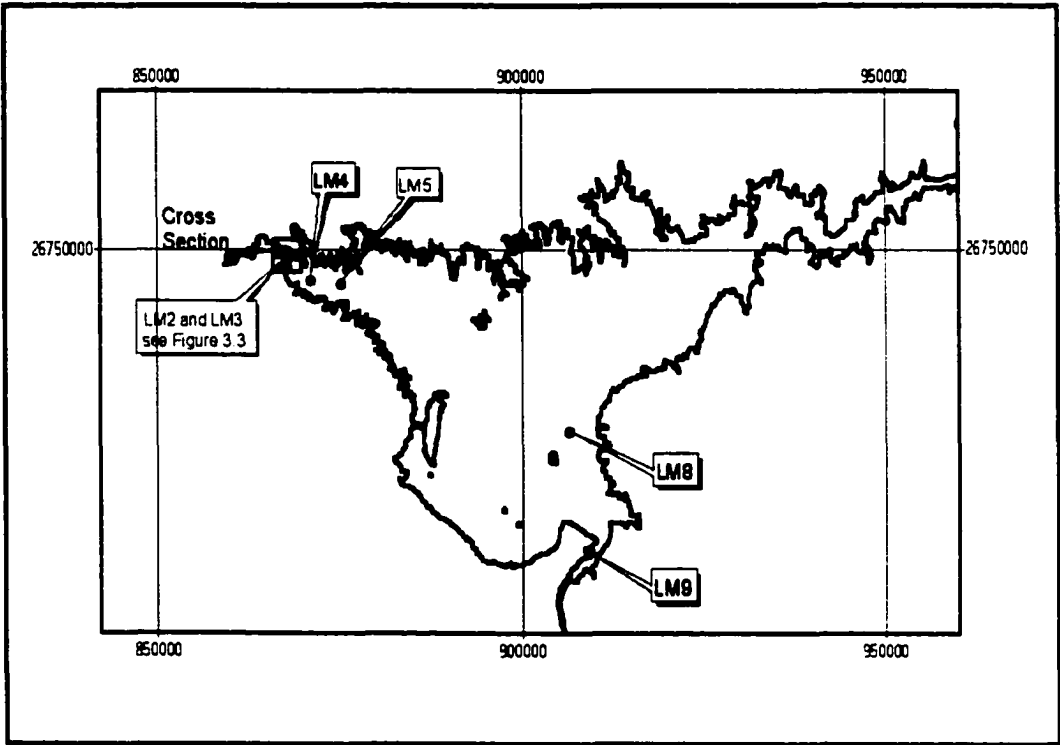 850000
900000
950000
LM4
LM5
Cross
Section
26750000
26750000
LM2 and LM3
see Figure 3.3
LM8
LM9
850000
900000
950000